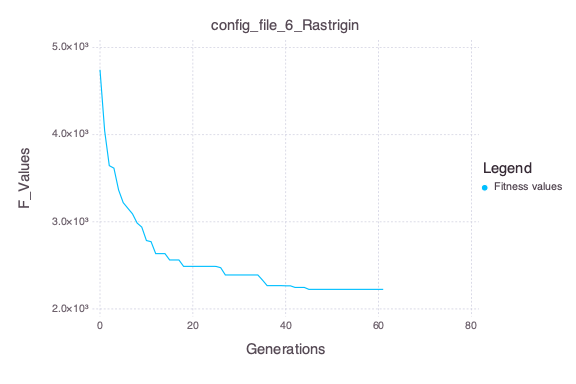 config_file_6_Rastrigin
F_Values
5.0×10³
4.0×10³
3.0×10³
2.0×10³
0 20 40 60 80
Generations
Legend
Fitness values